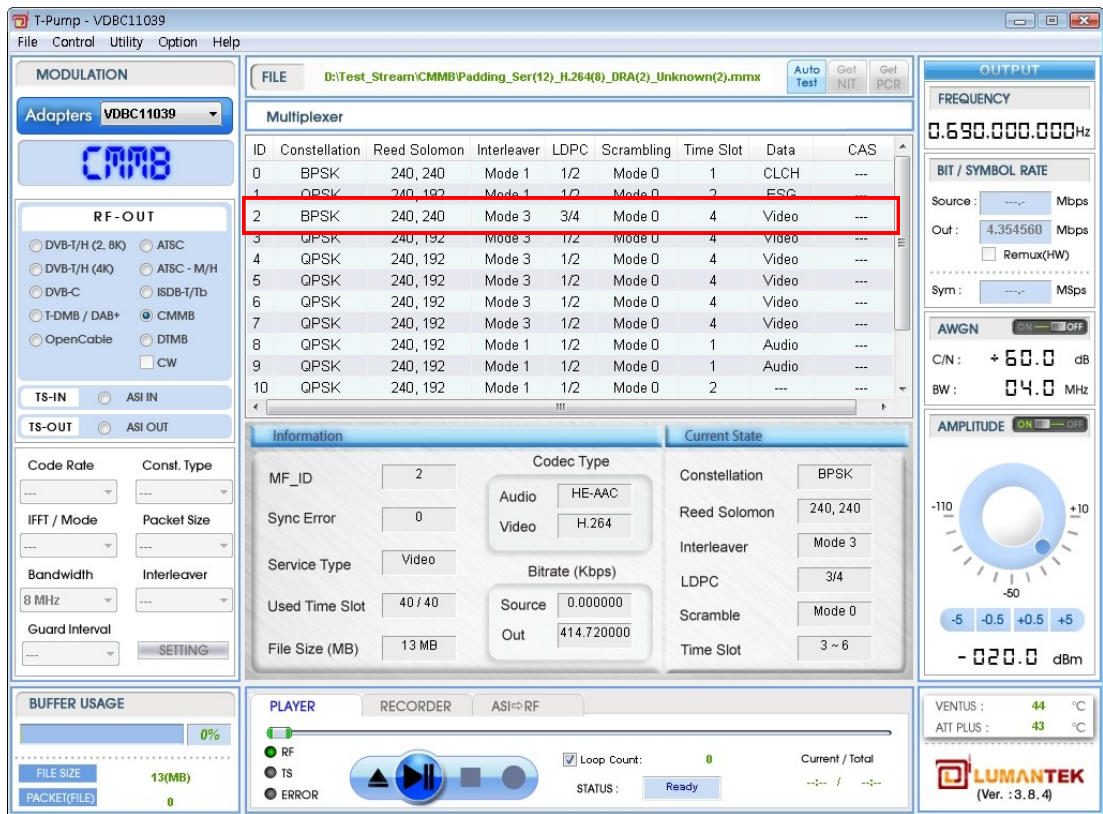 T-Pump - VDBC11039
File Control Utility Option Help
MODULATION
Adapters VDBC11039
CMMB
RF-OUT
DVB-T/H (2, 8K) ATSC
DVB-T/H (4K) ATSC - M/H
DVB-C ISDB-T/Tb
T-DMB / DAB+ CMMB
OpenCable DTMB
CW
TS-IN ASI IN
TS-OUT ASI OUT
Code Rate Const. Type
--- ---
IFFT / Mode Packet Size
--- ---
Bandwidth Interleaver
8 MHz ---
Guard Interval
--- SETTING
BUFFER USAGE
0%
FILE SIZE 13(MB)
PACKET(FILE) 0
FILE D:\Test_Stream\CMMB\Padding_Ser(12)_H.264(8)_DRA(2)_Unknown(2).mmx Auto Test Get NIT Get PCR
Multiplexer
ID Constellation Reed Solomon Interleaver LDPC Scrambling Time Slot Data CAS
0 BPSK 240, 240 Mode 1 1/2 Mode 0 1 CLCH ---
1 QPSK 240, 192 Mode 1 1/2 Mode 0 2 ESG ---
2 BPSK 240, 240 Mode 3 3/4 Mode 0 4 Video ---
3 QPSK 240, 192 Mode 3 1/2 Mode 0 4 Video ---
4 QPSK 240, 192 Mode 3 1/2 Mode 0 4 Video ---
5 QPSK 240, 192 Mode 3 1/2 Mode 0 4 Video ---
6 QPSK 240, 192 Mode 3 1/2 Mode 0 4 Video ---
7 QPSK 240, 192 Mode 3 1/2 Mode 0 4 Video ---
8 QPSK 240, 192 Mode 1 1/2 Mode 0 1 Audio ---
9 QPSK 240, 192 Mode 1 1/2 Mode 0 1 Audio ---
10 QPSK 240, 192 Mode 1 1/2 Mode 0 2 --- ---
Information
MF_ID 2
Sync Error 0
Service Type Video
Used Time Slot 40 / 40
File Size (MB) 13 MB
Codec Type
Audio HE-AAC
Video H.264
Bitrate (Kbps)
Source 0.000000
Out 414.720000
Current State
Constellation BPSK
Reed Solomon 240, 240
Interleaver Mode 3
LDPC 3/4
Scramble Mode 0
Time Slot 3 ~ 6
PLAYER RECORDER ASI⇨RF
RF
TS
ERROR
Loop Count: 0
STATUS : Ready
Current / Total
--:-- / --:--
OUTPUT
FREQUENCY
0.690.000.000Hz
BIT / SYMBOL RATE
Source : ---.- Mbps
Out : 4.354560 Mbps
Remux(HW)
Sym : ---.- MSps
AWGN ON OFF
C/N : +60.0 dB
BW : 04.0 MHz
AMPLITUDE ON OFF
-110 +10
-50
-5 -0.5 +0.5 +5
-020.0 dBm
VENTUS : 44 °C
ATT PLUS : 43 °C
LUMANTEK
(Ver. : 3.8.4)